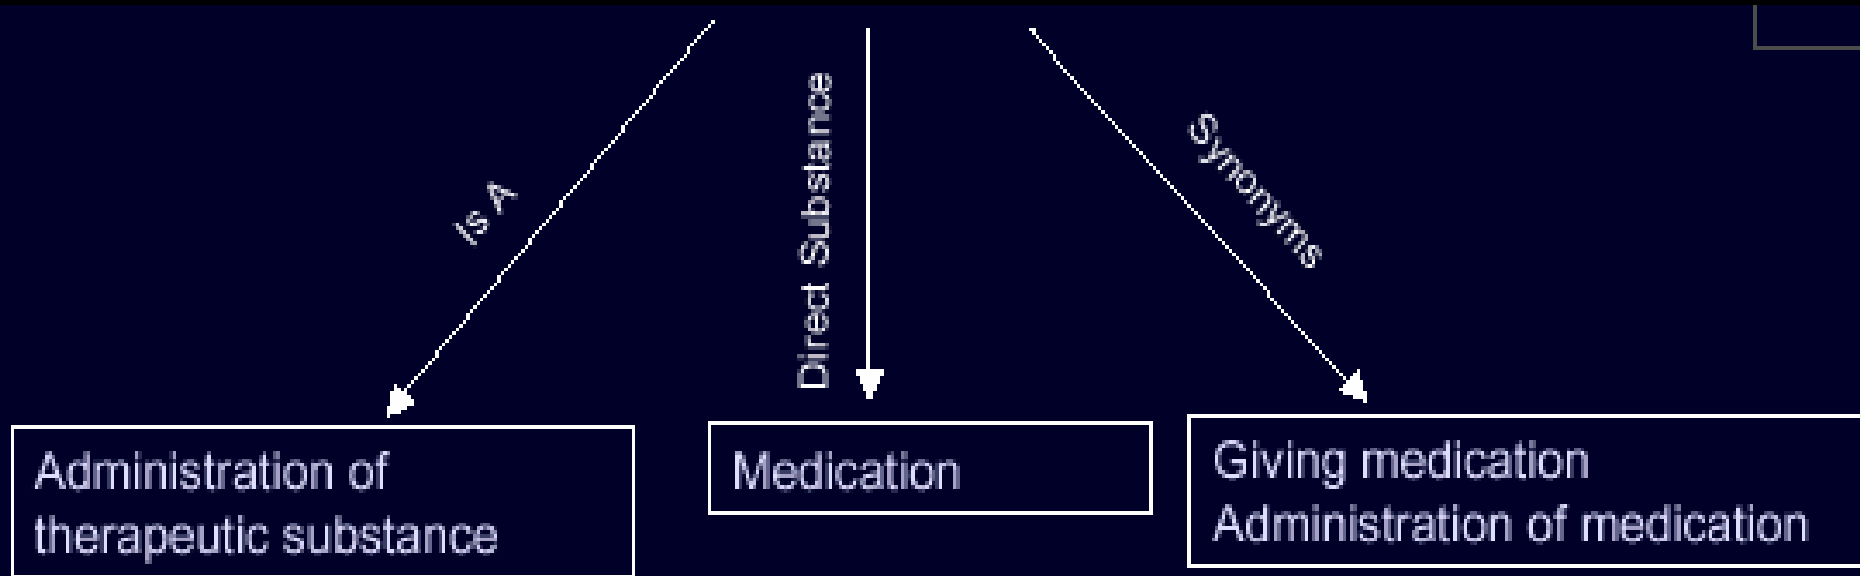 Is A
Direct Substance
Synonyms
Administration of
therapeutic substance
Medication
Giving medication
Administration of medication